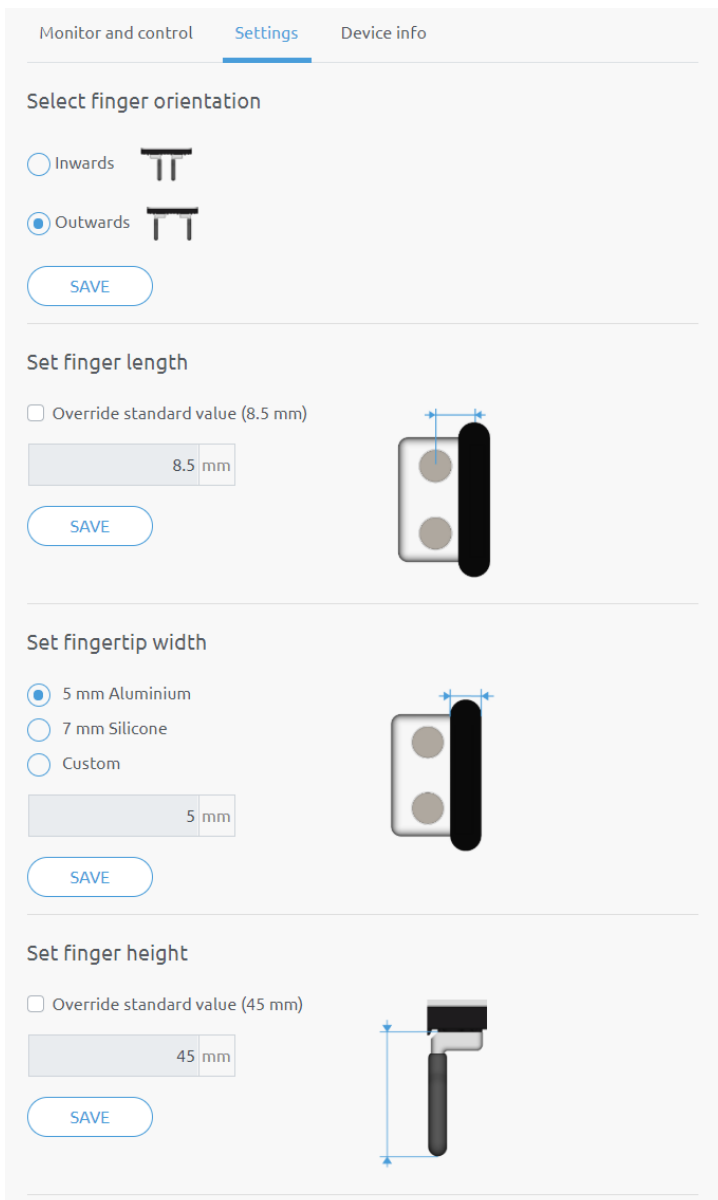 Monitor and control Settings Device info
Select finger orientation
Inwards
Outwards
SAVE
Set finger length
Override standard value (8.5 mm)
8.5 mm
SAVE
Set fingertip width
5 mm Aluminium
7 mm Silicone
Custom
5 mm
SAVE
Set finger height
Override standard value (45 mm)
45 mm
SAVE